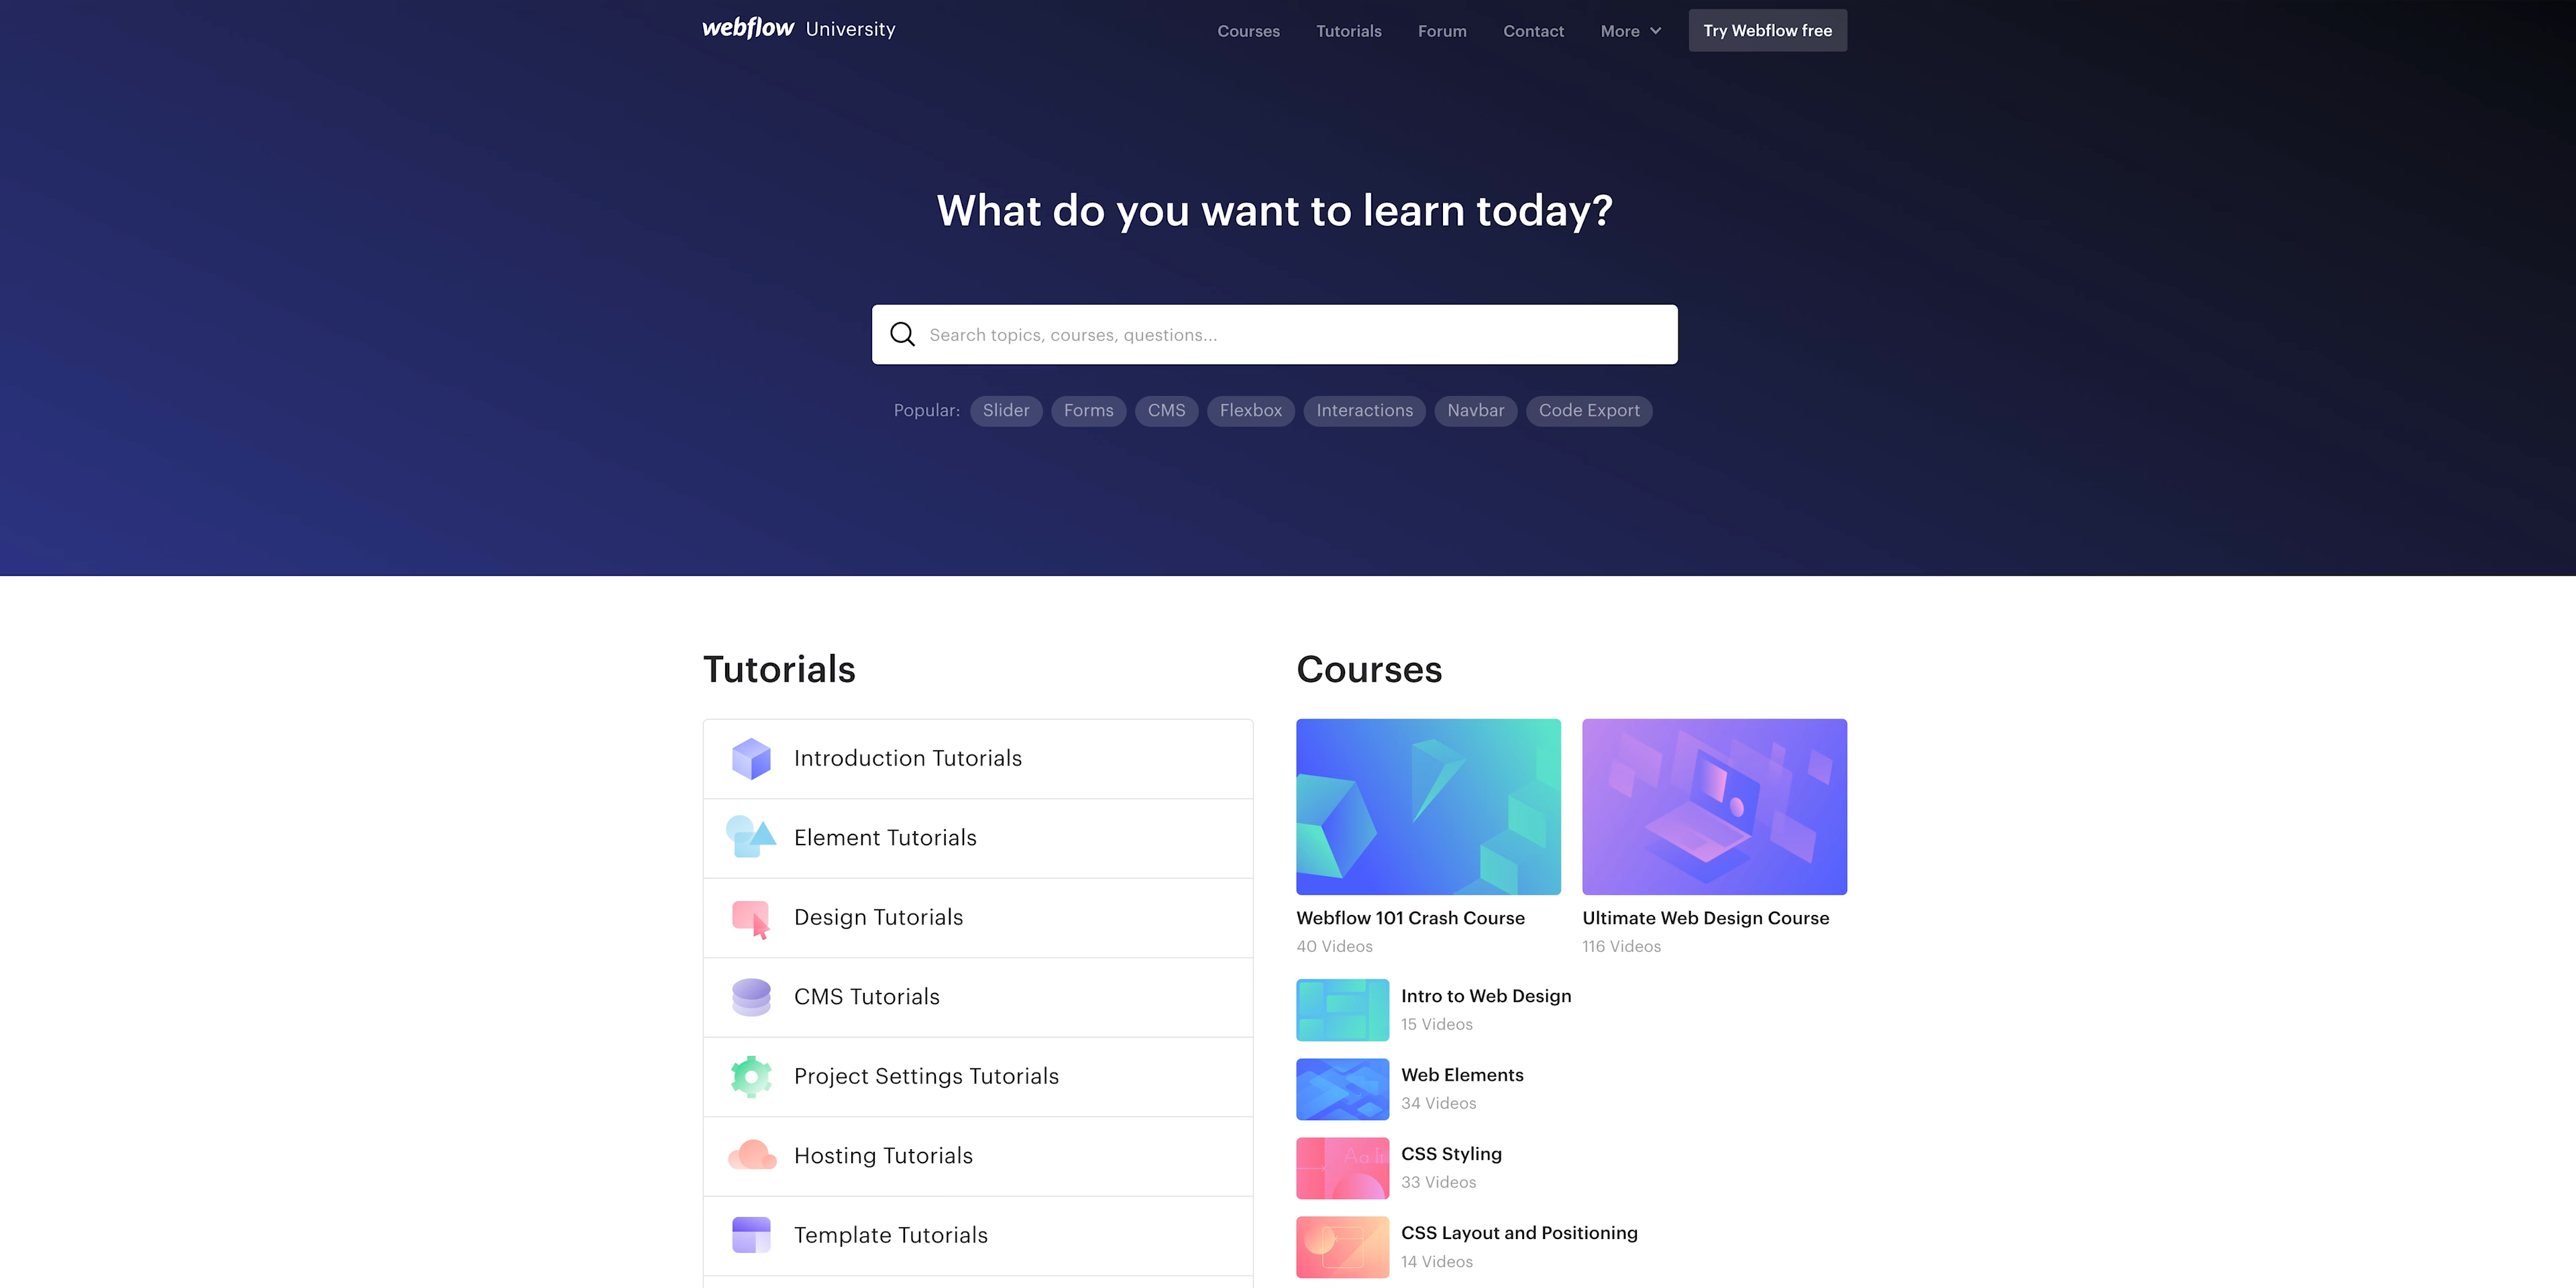 webflow University
Courses Tutorials Forum Contact More Try Webflow free
What do you want to learn today?
Search topics, courses, questions...
Popular: Slider Forms CMS Flexbox Interactions Navbar Code Export
Tutorials
Introduction Tutorials
Element Tutorials
Design Tutorials
CMS Tutorials
Project Settings Tutorials
Hosting Tutorials
Template Tutorials
Courses
Webflow 101 Crash Course
40 Videos
Ultimate Web Design Course
116 Videos
Intro to Web Design
15 Videos
Web Elements
34 Videos
Aa
CSS Styling
33 Videos
CSS Layout and Positioning
14 Videos